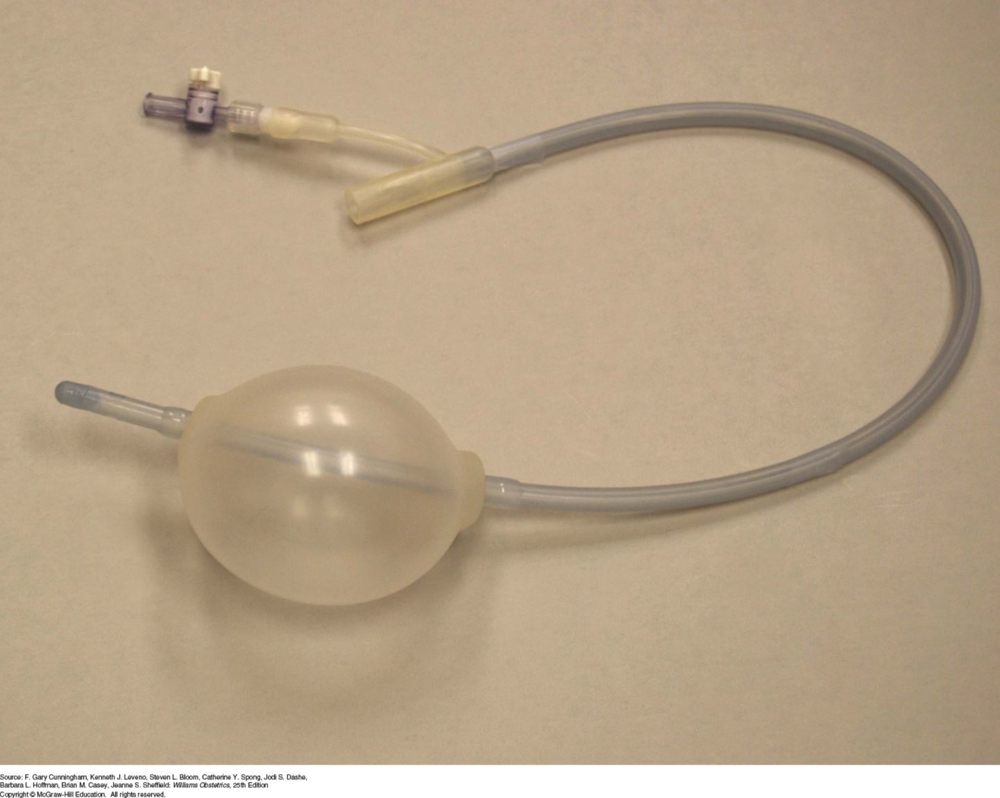 Source: F. Gary Cunningham, Kenneth J. Leveno, Steven L. Bloom, Catherine Y. Spong, Jodi S. Dashe,
Barbara L. Hoffman, Brian M. Casey, Jeanne S. Sheffield: Williams Obstetrics, 25th Edition
Copyright © McGraw-Hill Education. All rights reserved.